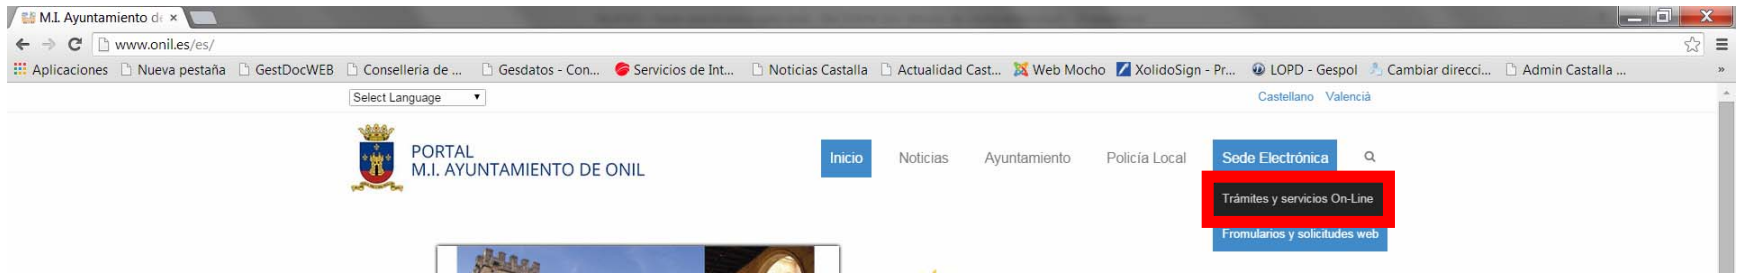 M.I. Ayuntamiento de
www.onil.es/es/
Aplicaciones Nueva pestaña GestDocWEB Conselleria de ... Gesdatos - Con... Servicios de Int... Noticias Castalla Actualidad Cast... Web Mocho XolidoSign - Pr... LOPD - Gespol Cambiar direcci... Admin Castalla ... »
Select Language Castellano Valencià
PORTAL
M.I. AYUNTAMIENTO DE ONIL
Inicio Noticias Ayuntamiento Policía Local Sede Electrónica
Trámites y servicios On-Line
Fromularios y solicitudes web